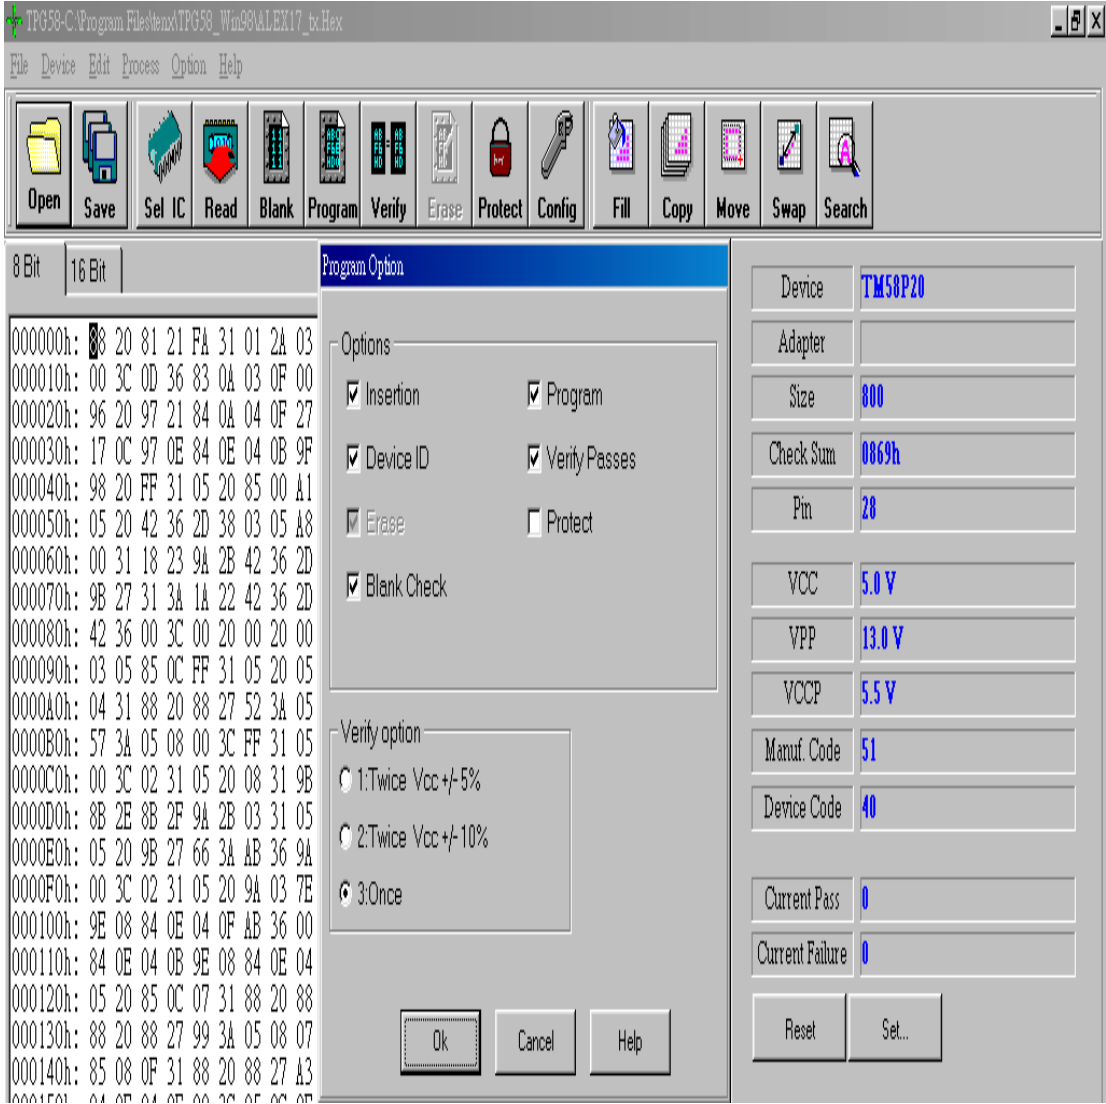 TPG58-C:\Program Files\tenx\TPG58_Win98\ALEX17_tx.Hex
File Device Edit Process Option Help
Open Save Sel IC Read Blank Program Verify Erase Protect Config Fill Copy Move Swap Search
8 Bit 16 Bit
000000h: 88 20 81 21 FA 31 01 2A 03
000010h: 00 3C 0D 36 83 0A 03 0F 00
000020h: 96 20 97 21 84 0A 04 0F 27
000030h: 17 0C 97 0E 84 0E 04 0B 9F
000040h: 98 20 FF 31 05 20 85 00 A1
000050h: 05 20 42 36 2D 38 03 05 A8
000060h: 00 31 18 23 9A 2B 42 36 2D
000070h: 9B 27 31 3A 1A 22 42 36 2D
000080h: 42 36 00 3C 00 20 00 20 00
000090h: 03 05 85 0C FF 31 05 20 05
0000A0h: 04 31 88 20 88 27 52 3A 05
0000B0h: 57 3A 05 08 00 3C FF 31 05
0000C0h: 00 3C 02 31 05 20 08 31 9B
0000D0h: 8B 2E 8B 2F 9A 2B 03 31 05
0000E0h: 05 20 9B 27 66 3A AB 36 9A
0000F0h: 00 3C 02 31 05 20 9A 03 7E
000100h: 9E 08 84 0E 04 0F AB 36 00
000110h: 84 0E 04 0B 9E 08 84 0E 04
000120h: 05 20 85 0C 07 31 88 20 88
000130h: 88 20 88 27 99 3A 05 08 07
000140h: 85 08 0F 31 88 20 88 27 A3
Program Option
Options
Insertion Program
Device ID Verify Passes
Erase Protect
Blank Check
Verify option
1:Twice Vcc +/-5%
2:Twice Vcc +/-10%
3:Once
Ok Cancel Help
Device TM58P20
Adapter
Size 800
Check Sum 0869h
Pin 28
VCC 5.0 V
VPP 13.0 V
VCCP 5.5 V
Manuf. Code 51
Device Code 40
Current Pass 0
Current Failure 0
Reset Set...